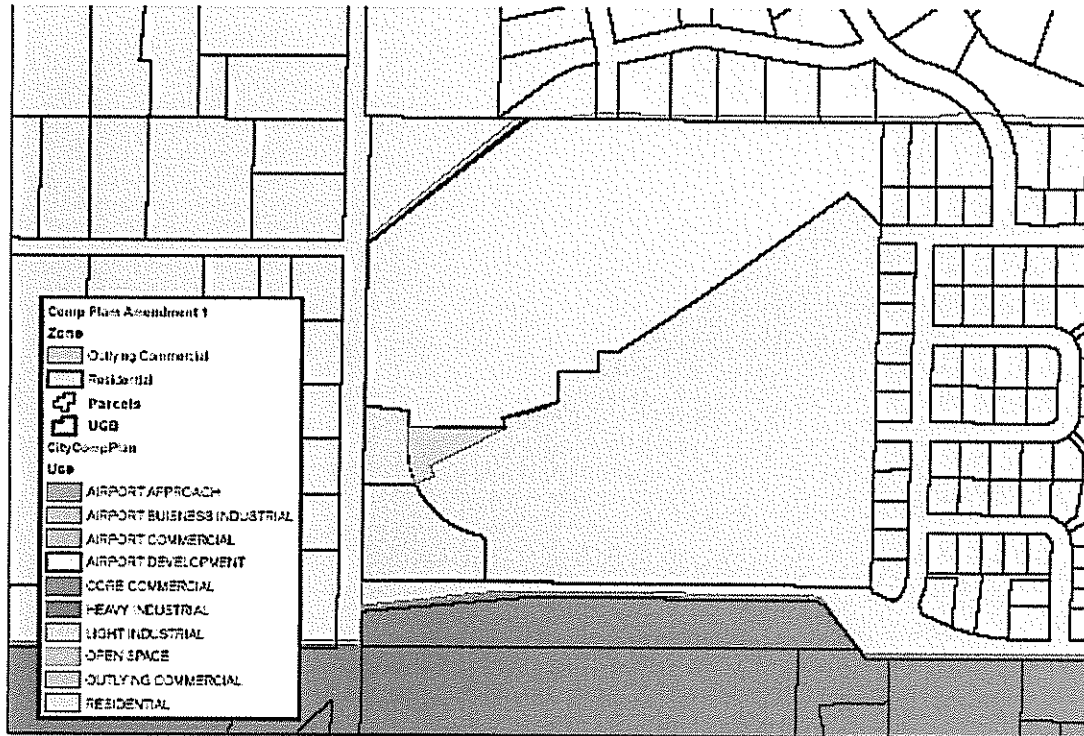 Comp Plan Amendment 1
Zone
Outlying Commercial
Residential
Parcels
UGB
CityCompPlan
Use
AIRPORT APPROACH
AIRPORT BUISNESS INDUSTRIAL
AIRPORT COMMERCIAL
AIRPORT DEVELOPMENT
CORE COMMERCIAL
HEAVY INDUSTRIAL
LIGHT INDUSTRIAL
OPEN SPACE
OUTLYING COMMERCIAL
RESIDENTIAL